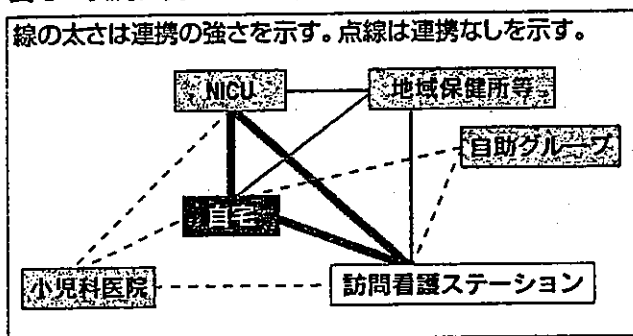 線の太さは連携の強さを示す。点線は連携なしを示す。
NICU
地域保健所等
自助グループ
自宅
小児科医院
訪問看護ステーション